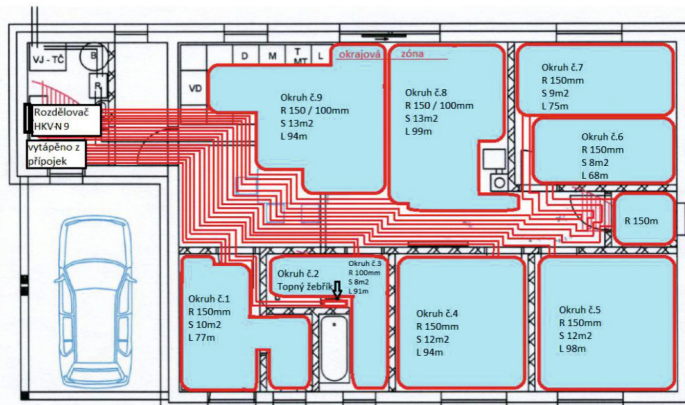 VJ - TČ
B
R
D
M
T
MT
L
VD
okrajová zóna
Rozdělovač
HKV-N 9
vytápěno z
přípojek
Okruh č.9
R 150 / 100mm
S 13m2
L 94m
Okruh č.8
R 150 / 100mm
S 13m2
L 99m
Okruh č.7
R 150mm
S 9m2
L 75m
Okruh č.6
R 150mm
S 8m2
L 68m
R 150m
Okruh č.1
R 150mm
S 10m2
L 77m
Okruh č.2
Topný žebřík
Okruh č.3
R 100mm
S 8m2
L 91m
Okruh č.4
R 150mm
S 12m2
L 94m
Okruh č.5
R 150mm
S 12m2
L 98m